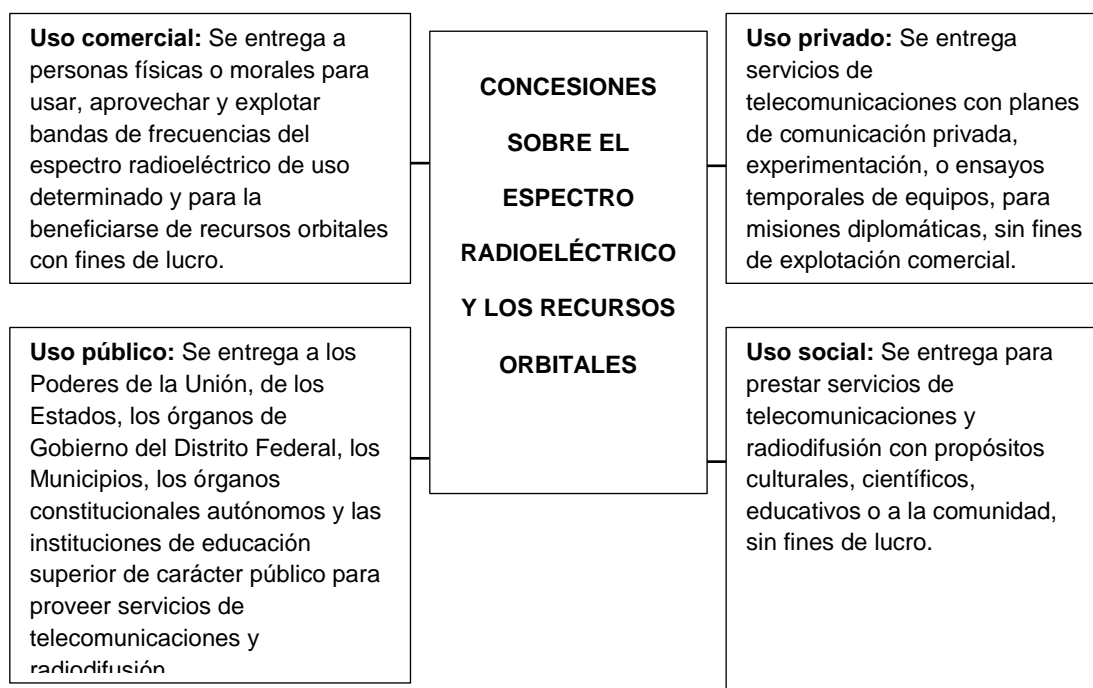 Uso comercial: Se entrega a
personas físicas o morales para
usar, aprovechar y explotar
bandas de frecuencias del
espectro radioeléctrico de uso
determinado y para la
beneficiarse de recursos orbitales
con fines de lucro.
CONCESIONES
SOBRE EL
ESPECTRO
RADIOELÉCTRICO
Y LOS RECURSOS
ORBITALES
Uso privado: Se entrega
servicios de
telecomunicaciones con planes
de comunicación privada,
experimentación, o ensayos
temporales de equipos, para
misiones diplomáticas, sin fines
de explotación comercial.
Uso público: Se entrega a los
Poderes de la Unión, de los
Estados, los órganos de
Gobierno del Distrito Federal, los
Municipios, los órganos
constitucionales autónomos y las
instituciones de educación
superior de carácter público para
proveer servicios de
telecomunicaciones y
radiodifusión
Uso social: Se entrega para
prestar servicios de
telecomunicaciones y
radiodifusión con propósitos
culturales, científicos,
educativos o a la comunidad,
sin fines de lucro.